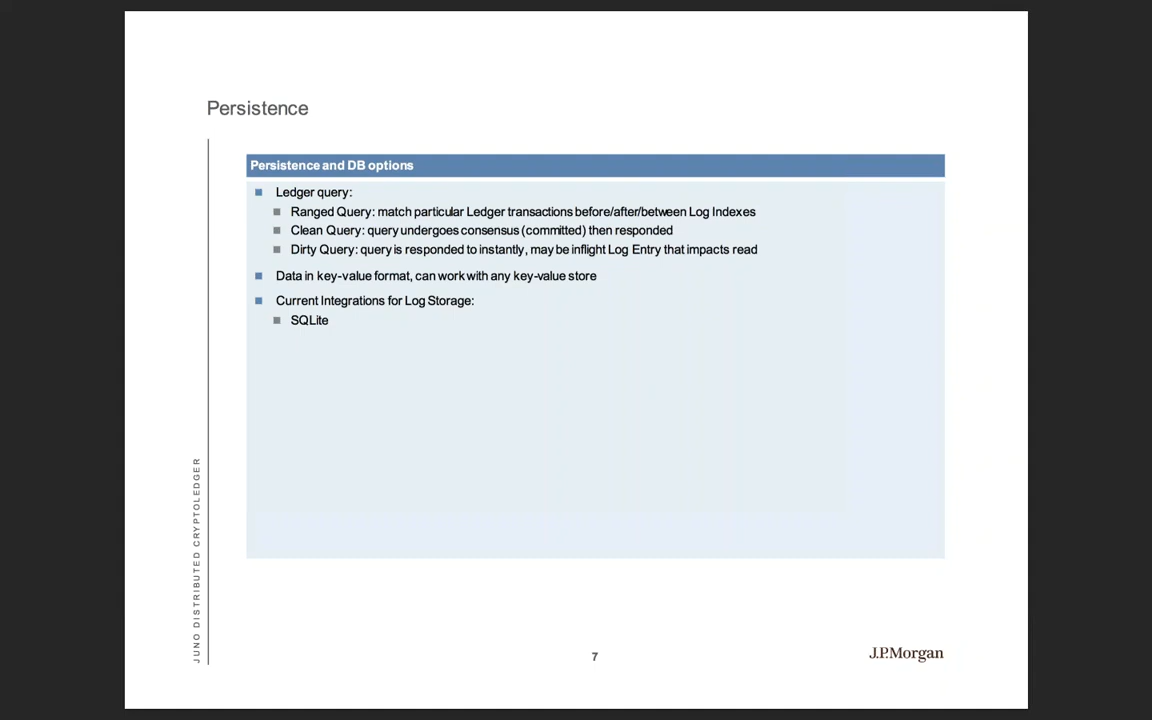 Persistence
Persistence and DB options
Ledger query:
Ranged Query: match particular Ledger transactions before/after/between Log Indexes
Clean Query: query undergoes consensus (committed) then responded
Dirty Query: query is responded to instantly, may be inflight Log Entry that impacts read
Data in key-value format, can work with any key-value store
Current Integrations for Log Storage:
SQLite
JUNO DISTRIBUTED CRYPTOLEDGER
7
J.P.Morgan